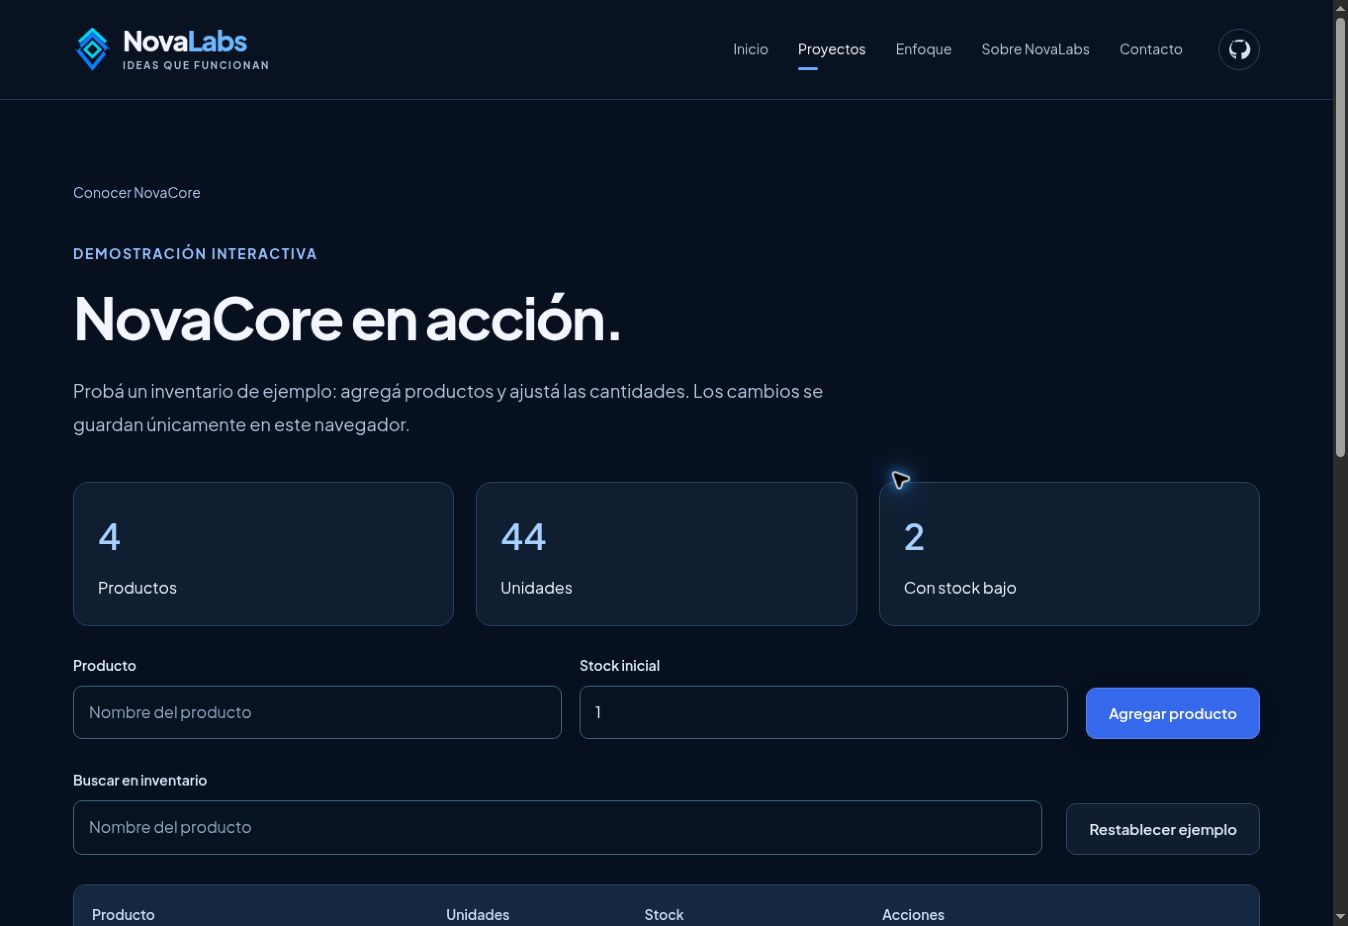 NovaLabs
IDEAS QUE FUNCIONAN
Inicio
Proyectos
Enfoque
Sobre NovaLabs
Contacto
Conocer NovaCore
DEMOSTRACIÓN INTERACTIVA
NovaCore en acción.
Probá un inventario de ejemplo: agregá productos y ajustá las cantidades. Los cambios se
guardan únicamente en este navegador.
4
Productos
44
Unidades
2
Con stock bajo
Producto
Nombre del producto
Stock inicial
1
Agregar producto
Buscar en inventario
Nombre del producto
Restablecer ejemplo
Producto
Unidades
Stock
Acciones